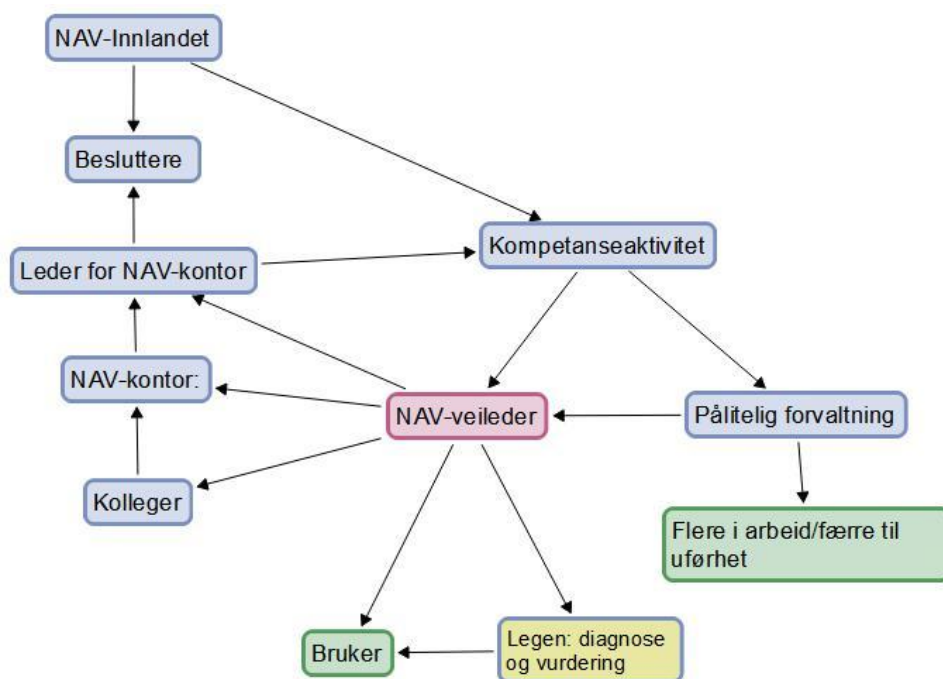 NAV-Innlandet
Besluttere
Kompetanseaktivitet
Leder for NAV-kontor
NAV-kontor:
NAV-veileder
Pålitelig forvaltning
Kolleger
Flere i arbeid/færre til
uførhet
Bruker
Legen: diagnose
og vurdering